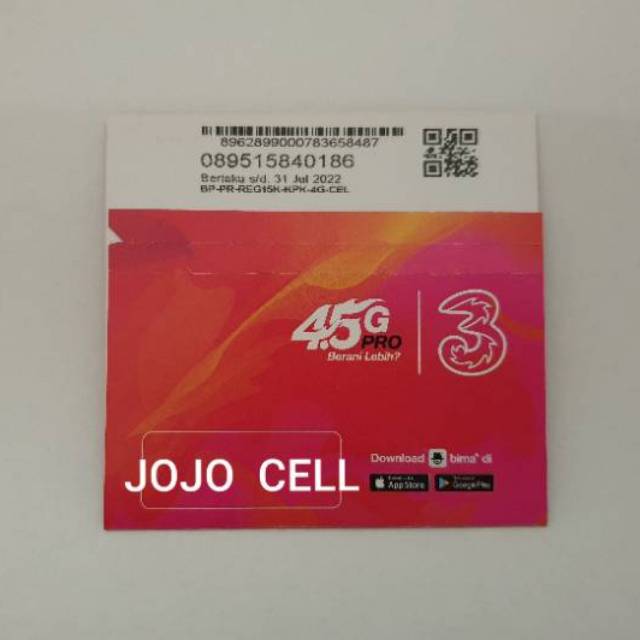 8962899000783658487
089515840186
Berlaku s/d. 31 Jul 2022
BP-PR-REG15K-KPK-4G-CEL
4.5G
PRO
Berani Lebih?
3
Download bima+ di
App Store
Google Play
JOJO CELL